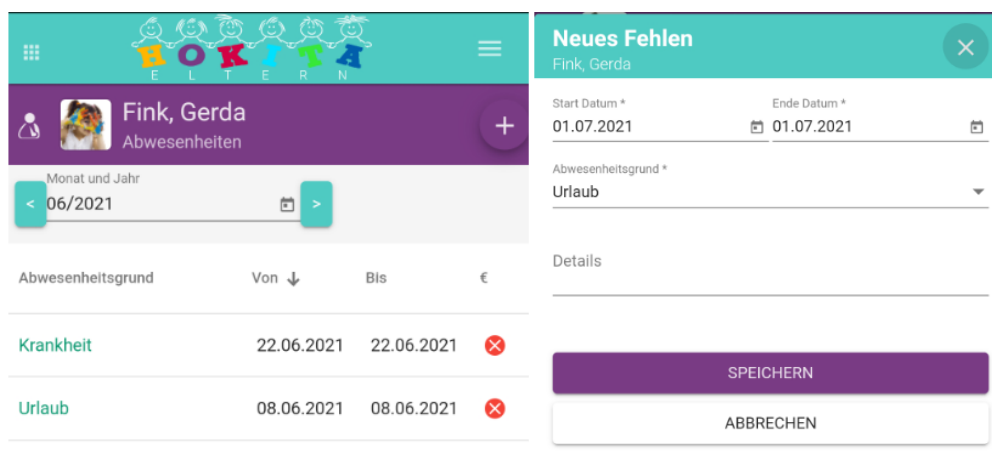 HOKITA
ELTERN
Fink, Gerda
Abwesenheiten
+
Monat und Jahr
< 06/2021 >
Abwesenheitsgrund Von ↓ Bis €
Krankheit 22.06.2021 22.06.2021
Urlaub 08.06.2021 08.06.2021
Neues Fehlen
Fink, Gerda
Start Datum * Ende Datum *
01.07.2021 01.07.2021
Abwesenheitsgrund *
Urlaub
Details
SPEICHERN
ABBRECHEN